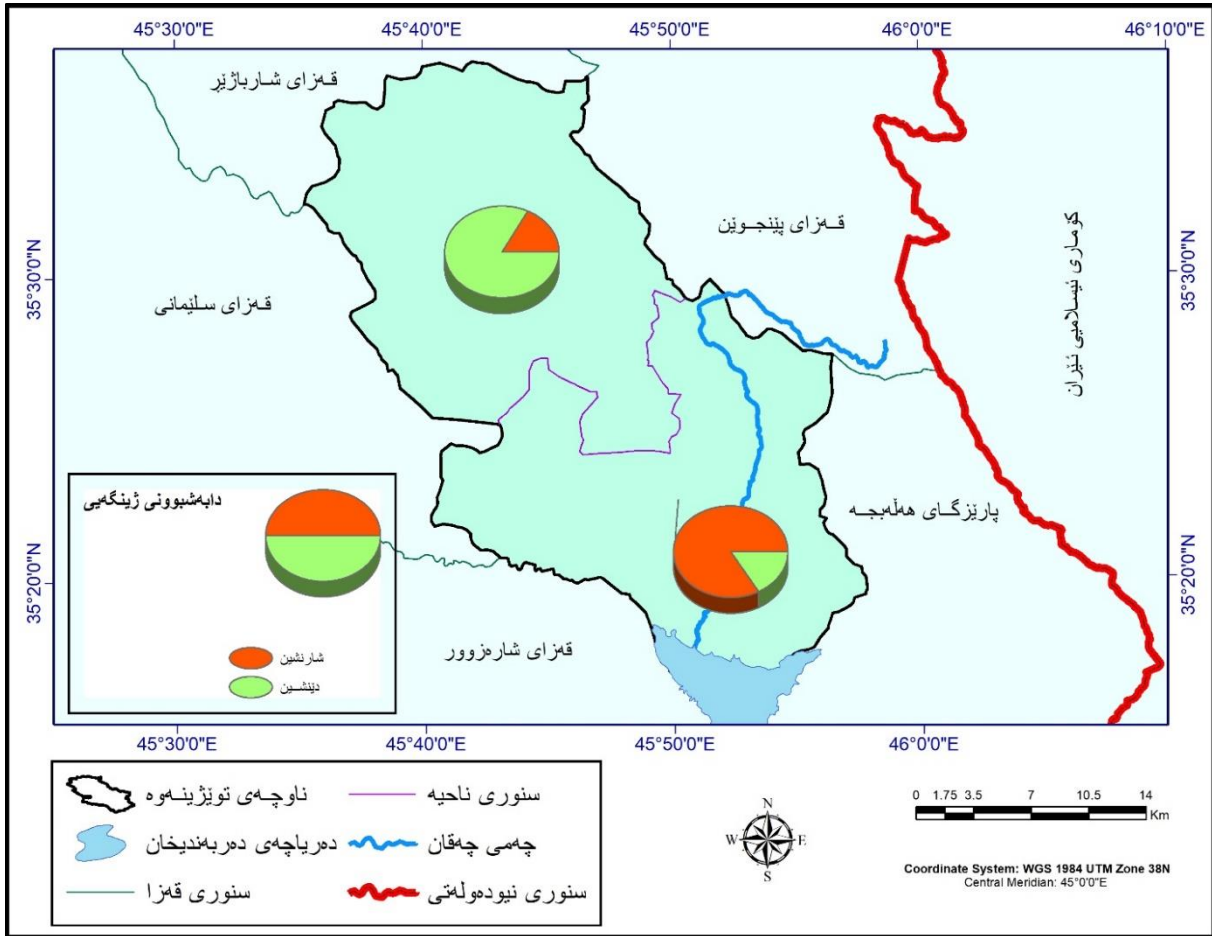 45°30'0"E 45°40'0"E 45°50'0"E 46°0'0"E 46°10'0"E
قەزای شارباژێڕ
قەزای پێنجوێن
کۆماری ئیسلامیی ئێران
35°30'0"N 35°30'0"N
قەزای سلێمانی
پارێزگای هەڵەبجە
دابەشبوونی ژینگەیی
35°20'0"N 35°20'0"N
قەزای شارەزوور
شارنشین
دێنشین
45°30'0"E 45°40'0"E 45°50'0"E 46°0'0"E
ناوچەی توێژینەوە
سنوری ناحیە
دەریاچەی دەربەندیخان
چەمی چەقان
سنوری قەزا
سنوری نیودەوڵەتی
N
W E
S
0 1.75 3.5 7 10.5 14
Km
Coordinate System: WGS 1984 UTM Zone 38N
Central Meridian: 45°0'0"E